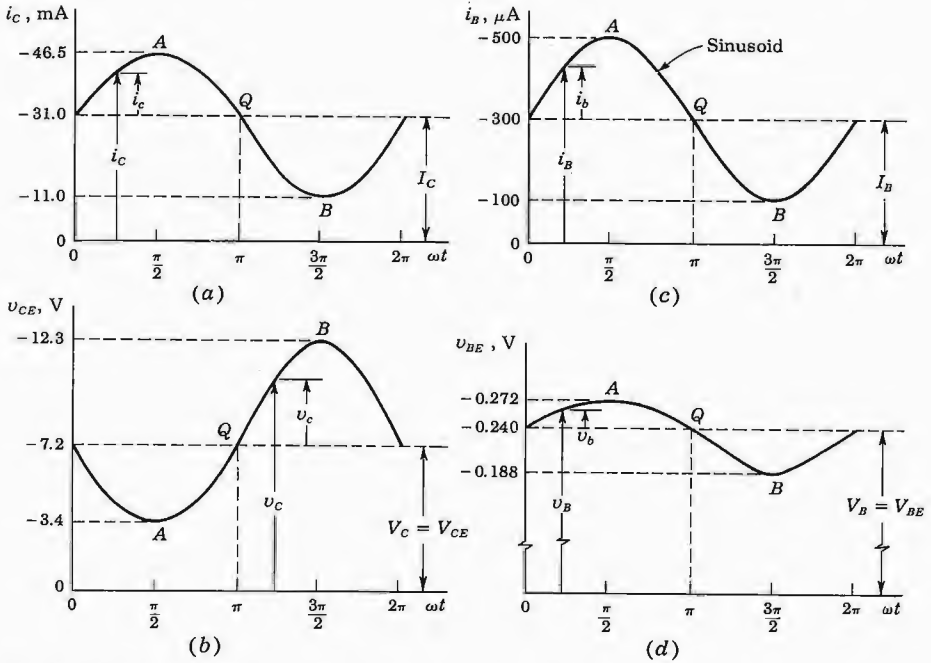 i_C , mA
-46.5
A
i_c
Q
-31.0
i_C
I_C
-11.0
B
0
0
π/2
π
3π/2
2π
ωt
(a)
i_B , μA
-500
A
Sinusoid
i_b
Q
-300
i_B
I_B
-100
B
0
0
π/2
π
3π/2
2π
ωt
(c)
v_CE, V
-12.3
B
v_c
Q
-7.2
v_C
V_C = V_CE
-3.4
A
0
0
π/2
π
3π/2
2π
ωt
(b)
v_BE, V
-0.272
A
Q
-0.240
v_b
-0.188
B
v_B
V_B = V_BE
0
π/2
π
3π/2
2π
ωt
(d)